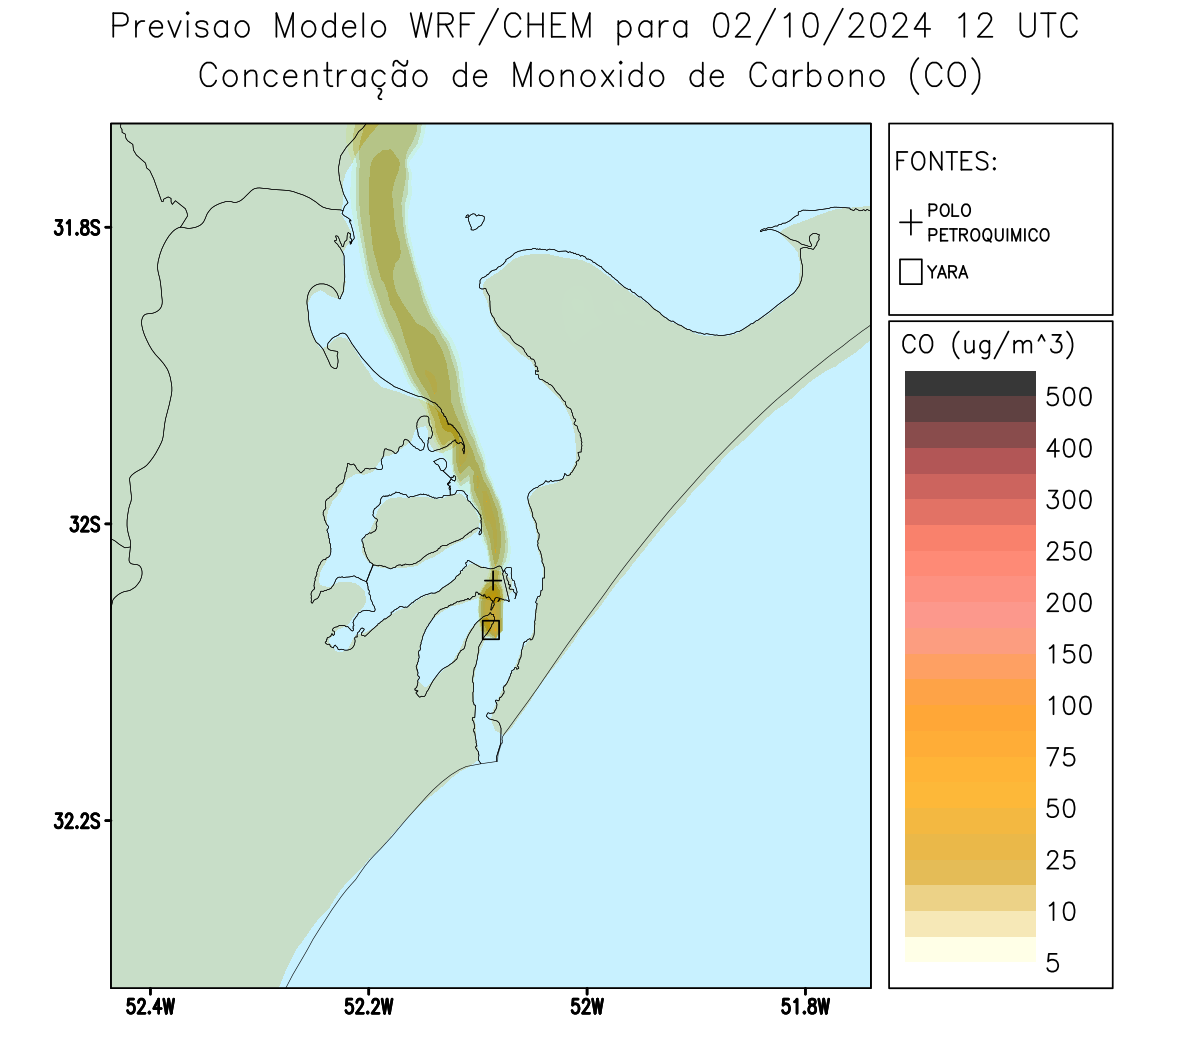 Previsao Modelo WRF/CHEM para 02/10/2024 12 UTC
Concentração de Monoxido de Carbono (CO)
FONTES:
POLO
PETROQUIMICO
YARA
CO (ug/m^3)
500
400
300
250
200
150
100
75
50
25
10
5
31.8S
32S
32.2S
52.4W
52.2W
52W
51.8W